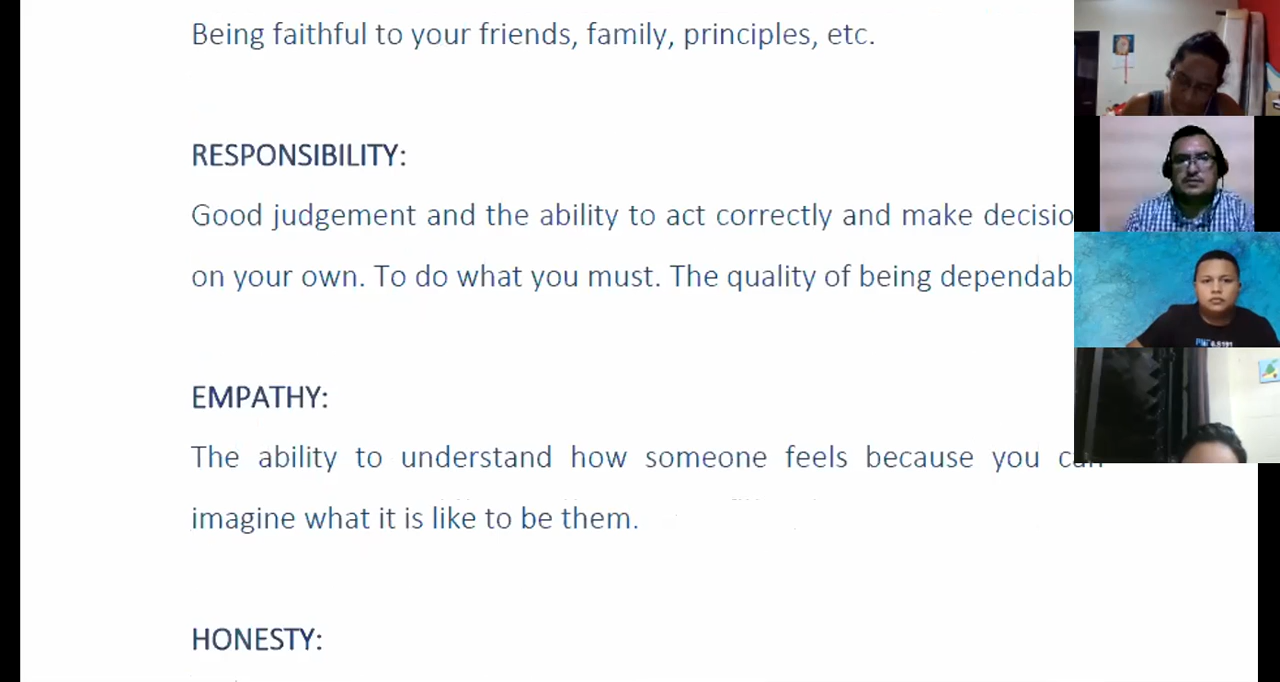 Being faithful to your friends, family, principles, etc.
RESPONSIBILITY:
Good judgement and the ability to act correctly and make decisio
on your own. To do what you must. The quality of being dependab
EMPATHY:
The ability to understand how someone feels because you can
imagine what it is like to be them.
HONESTY: